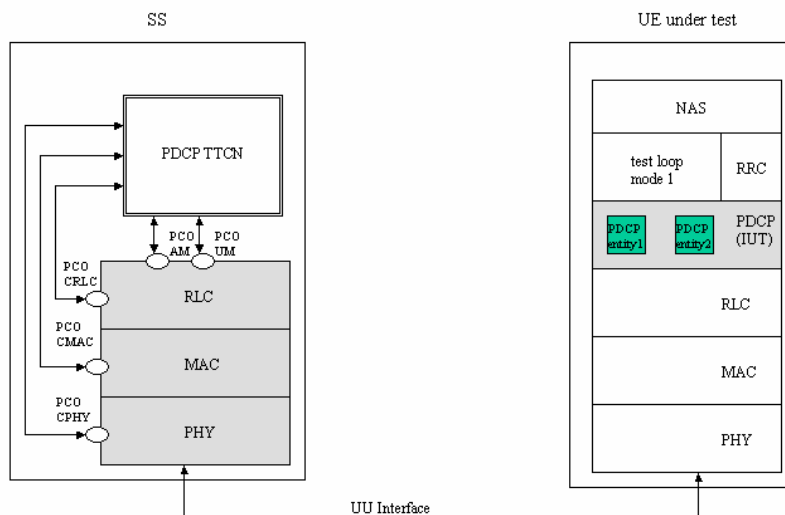 SS
UE under test
NAS
PDCP TTCN
test loop
mode 1
RRC
PDCP
(IUT)
PDCP
entity1
PDCP
entity2
PCO
AM
PCO
UM
PCO
CRLC
RLC
RLC
PCO
CMAC
MAC
MAC
PCO
CPHY
PHY
PHY
UU Interface